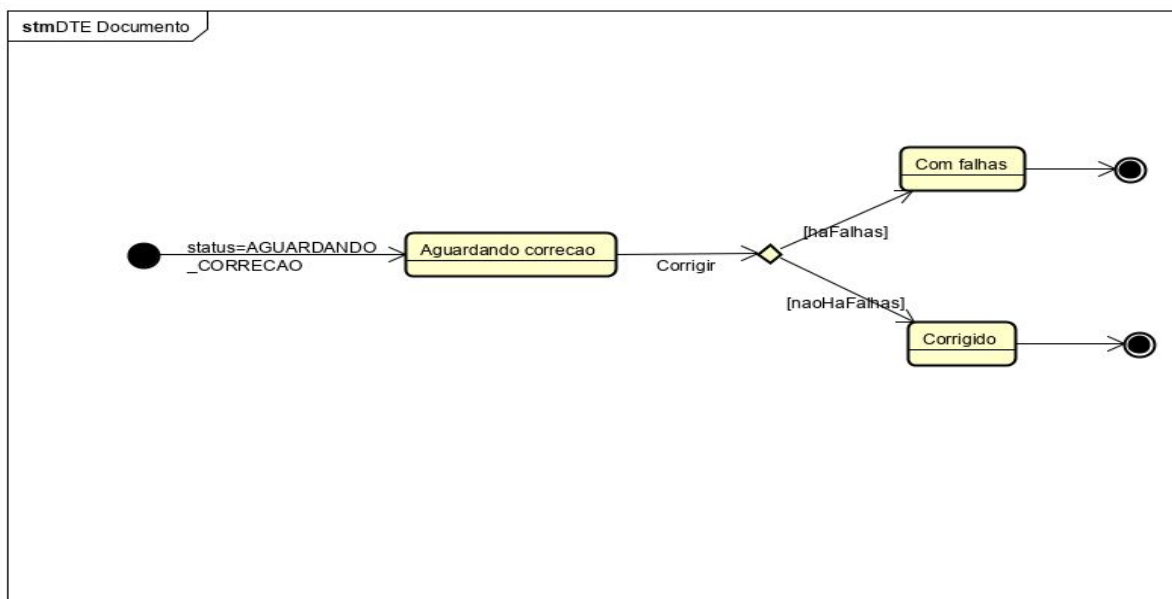 stmDTE Documento
Com falhas
[haFalhas]
status=AGUARDANDO
_CORRECAO
Aguardando correcao
Corrigir
[naoHaFalhas]
Corrigido